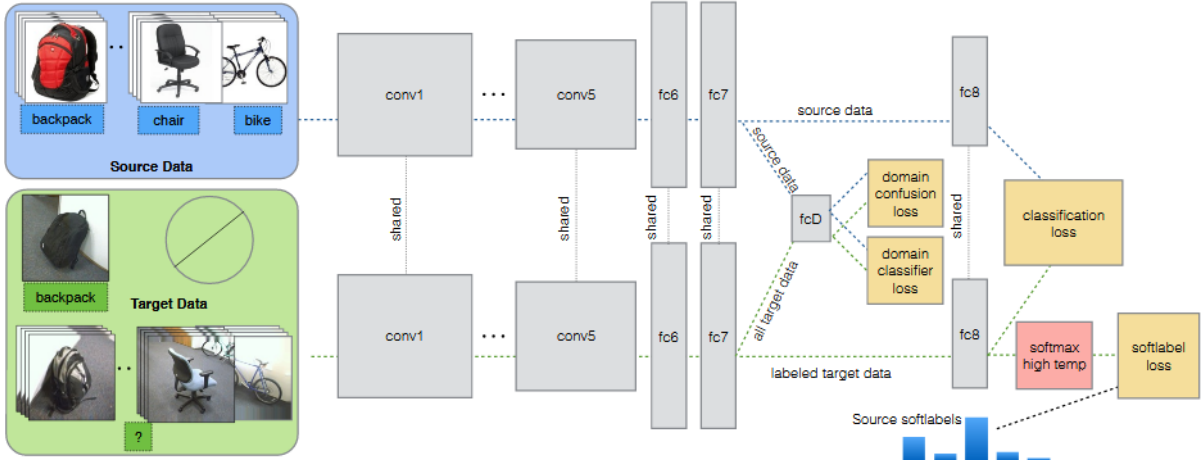 backpack
chair
bike
Source Data
backpack
Target Data
?
conv1
conv5
fc6
fc7
source data
fc8
source data
fcD
domain
confusion
loss
domain
classifier
loss
classification
loss
shared
shared
shared
shared
shared
all target data
conv1
conv5
fc6
fc7
labeled target data
fc8
softmax
high temp
softlabel
loss
Source softlabels